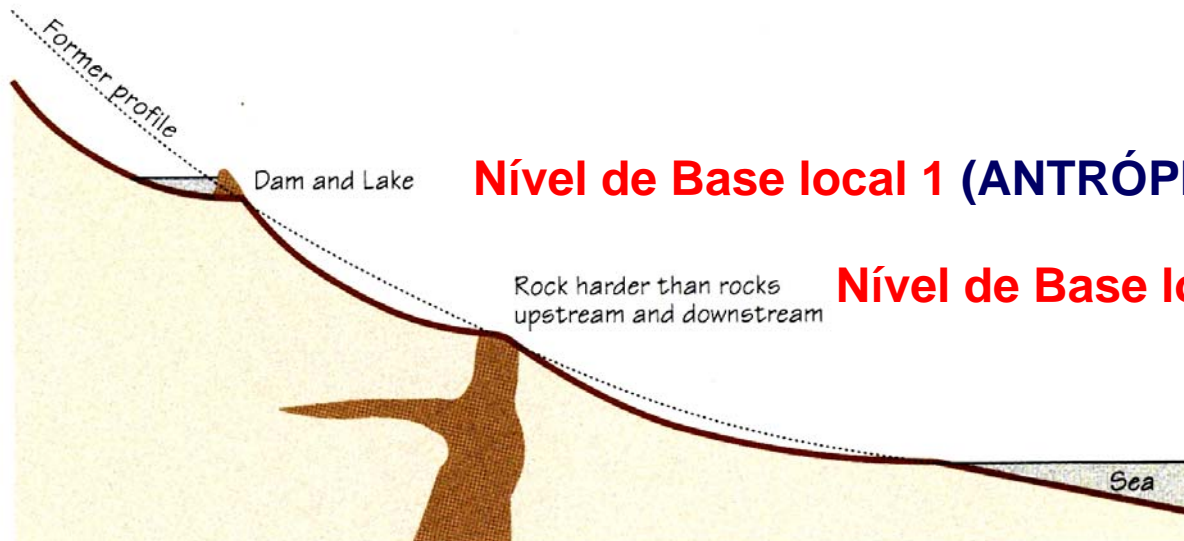 Former profile
Dam and Lake
Nível de Base local 1 (ANTRÓPI
Rock harder than rocks
upstream and downstream
Nível de Base lo
Sea